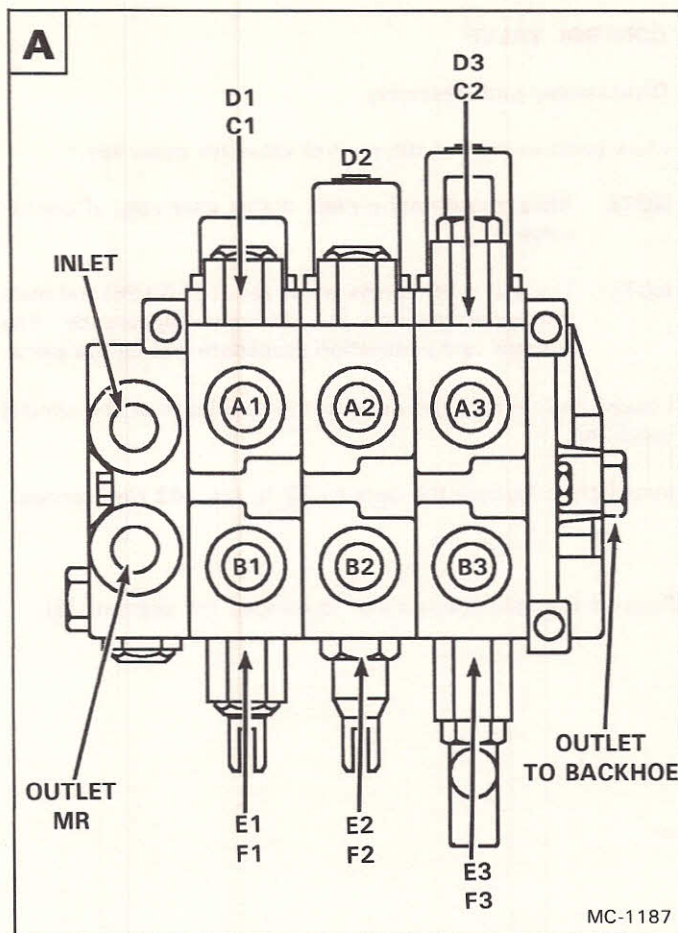 A
D1
C1
D2
D3
C2
INLET
A1 A2 A3
B1 B2 B3
OUTLET
MR
E1
F1
E2
F2
E3
F3
OUTLET
TO BACKHOE
MC-1187